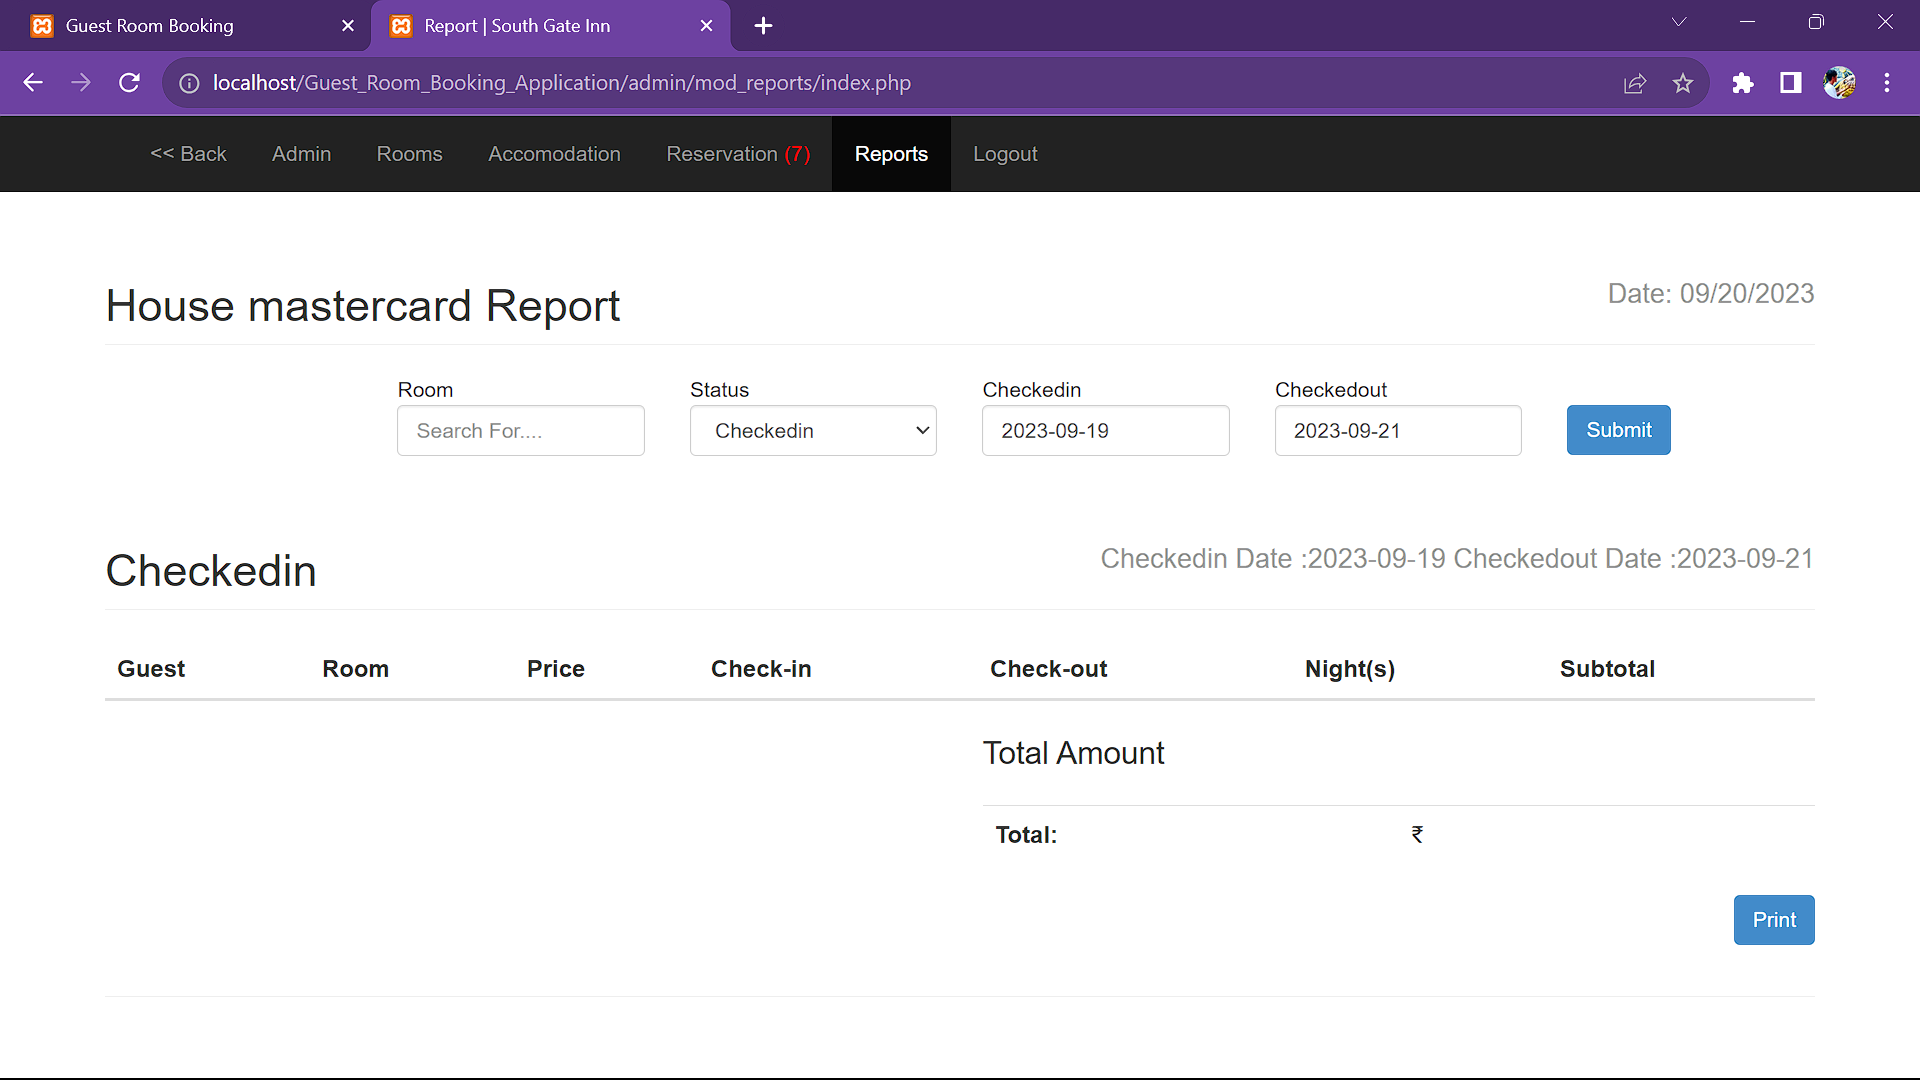 Guest Room Booking
Report | South Gate Inn
localhost/Guest_Room_Booking_Application/admin/mod_reports/index.php
<< Back Admin Rooms Accomodation Reservation (7) Reports Logout
House mastercard Report
Date: 09/20/2023
Room Status Checkedin Checkedout
Search For.... Checkedin 2023-09-19 2023-09-21 Submit
Checkedin
Checkedin Date :2023-09-19 Checkedout Date :2023-09-21
Guest Room Price Check-in Check-out Night(s) Subtotal
Total Amount
Total: ₹
Print